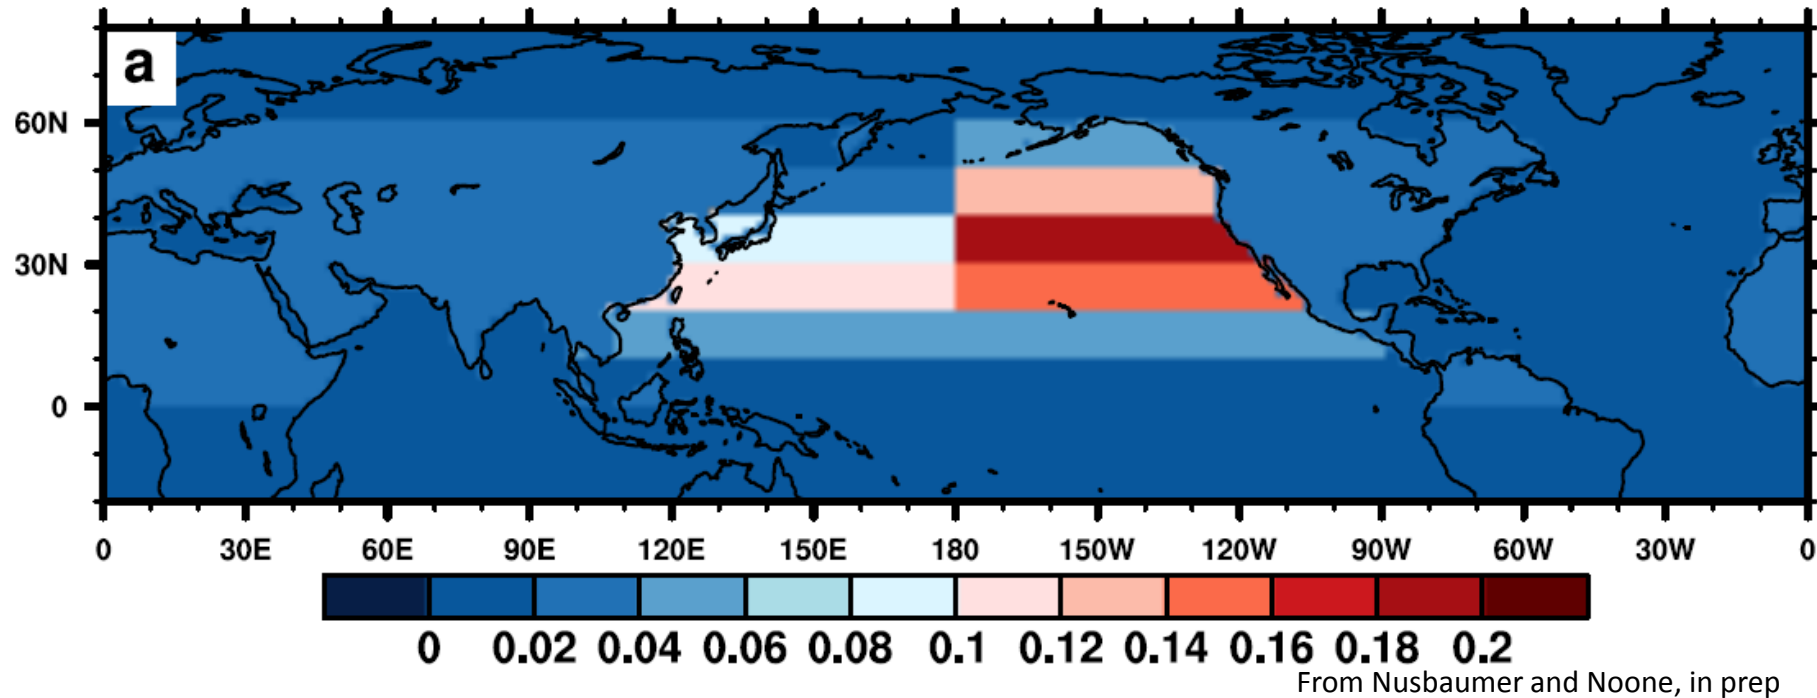 a
60N
30N
0
0 30E 60E 90E 120E 150E 180 150W 120W 90W 60W 30W 0
0 0.02 0.04 0.06 0.08 0.1 0.12 0.14 0.16 0.18 0.2
From Nusbaumer and Noone, in prep